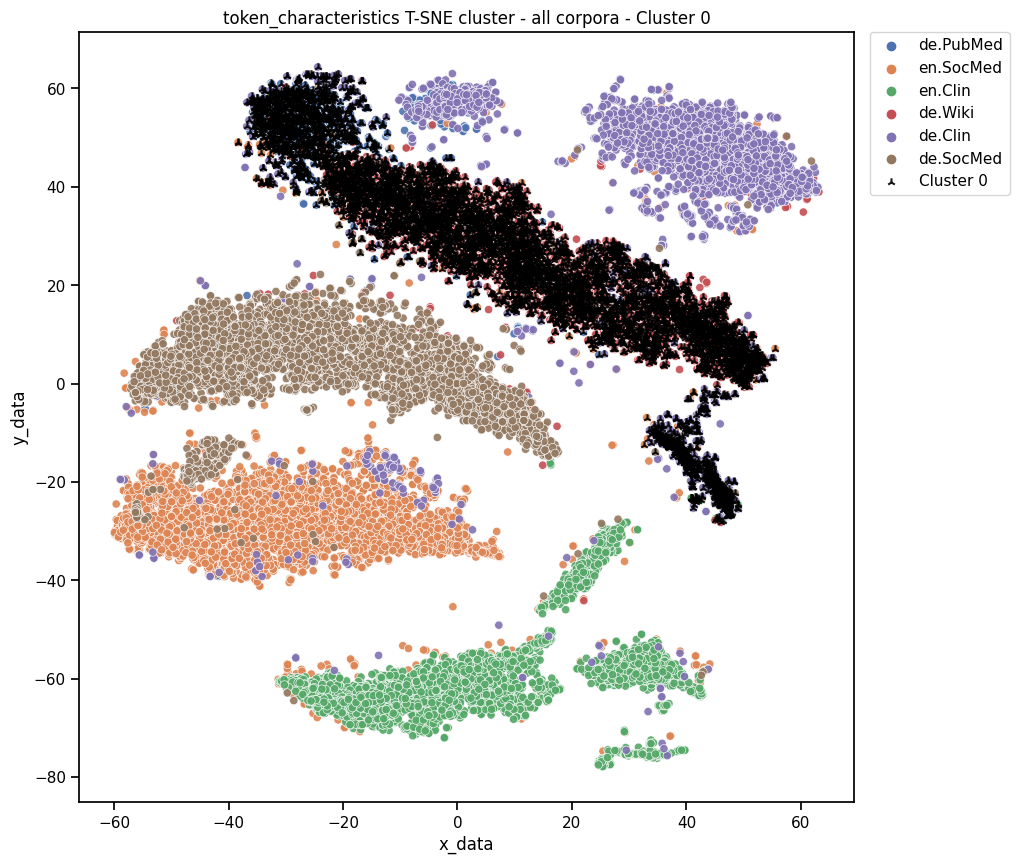 token_characteristics T-SNE cluster - all corpora - Cluster 0
de.PubMed
en.SocMed
en.Clin
de.Wiki
de.Clin
de.SocMed
Cluster 0
y_data
60
40
20
0
−20
−40
−60
−80
−60
−40
−20
0
20
40
60
x_data